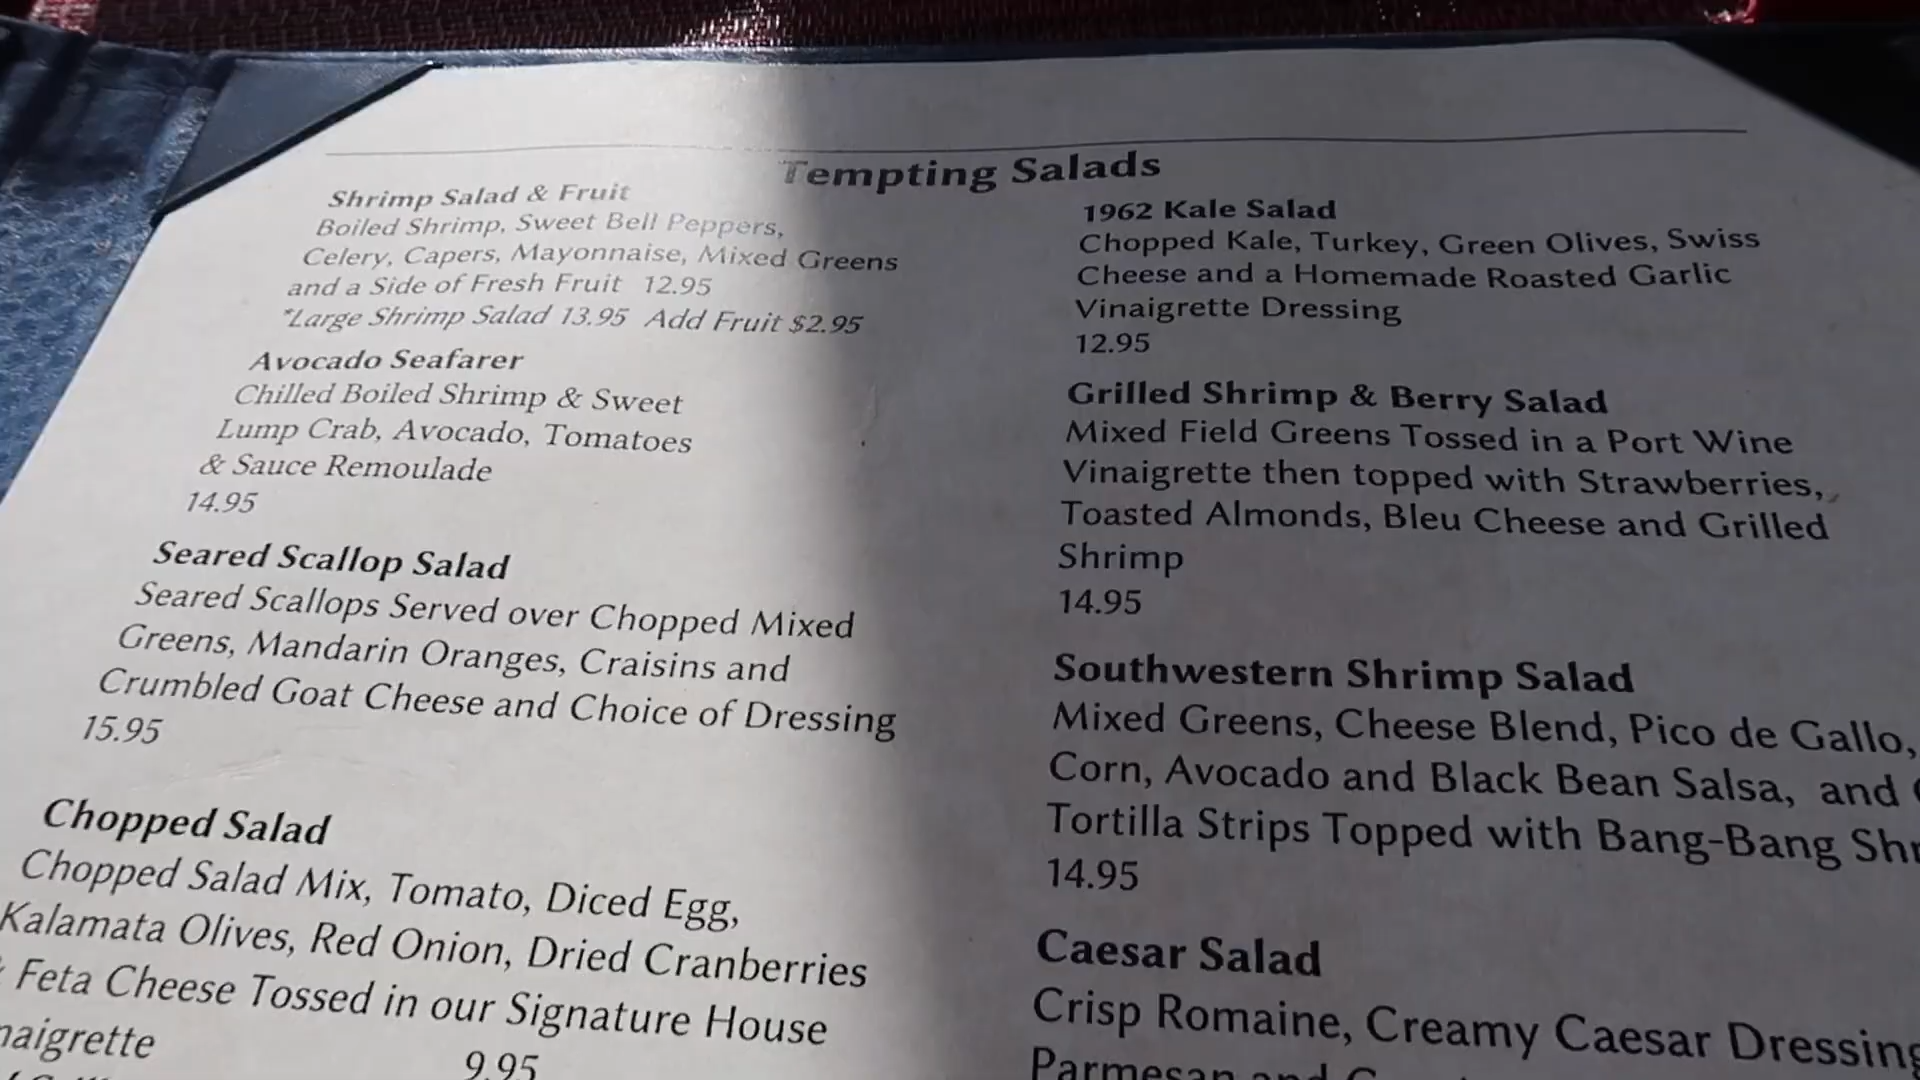 Tempting Salads
Shrimp Salad & Fruit
Boiled Shrimp, Sweet Bell Peppers,
Celery, Capers, Mayonnaise, Mixed Greens
and a Side of Fresh Fruit 12.95
*Large Shrimp Salad 13.95 Add Fruit $2.95
Avocado Seafarer
Chilled Boiled Shrimp & Sweet
Lump Crab, Avocado, Tomatoes
& Sauce Remoulade
14.95
Seared Scallop Salad
Seared Scallops Served over Chopped Mixed
Greens, Mandarin Oranges, Craisins and
Crumbled Goat Cheese and Choice of Dressing
15.95
Chopped Salad
Chopped Salad Mix, Tomato, Diced Egg,
Kalamata Olives, Red Onion, Dried Cranberries
Feta Cheese Tossed in our Signature House
naigrette
9.95
1962 Kale Salad
Chopped Kale, Turkey, Green Olives, Swiss
Cheese and a Homemade Roasted Garlic
Vinaigrette Dressing
12.95
Grilled Shrimp & Berry Salad
Mixed Field Greens Tossed in a Port Wine
Vinaigrette then topped with Strawberries,
Toasted Almonds, Bleu Cheese and Grilled
Shrimp
14.95
Southwestern Shrimp Salad
Mixed Greens, Cheese Blend, Pico de Gallo,
Corn, Avocado and Black Bean Salsa, and
Tortilla Strips Topped with Bang-Bang Shr
14.95
Caesar Salad
Crisp Romaine, Creamy Caesar Dressing
Parmesan and